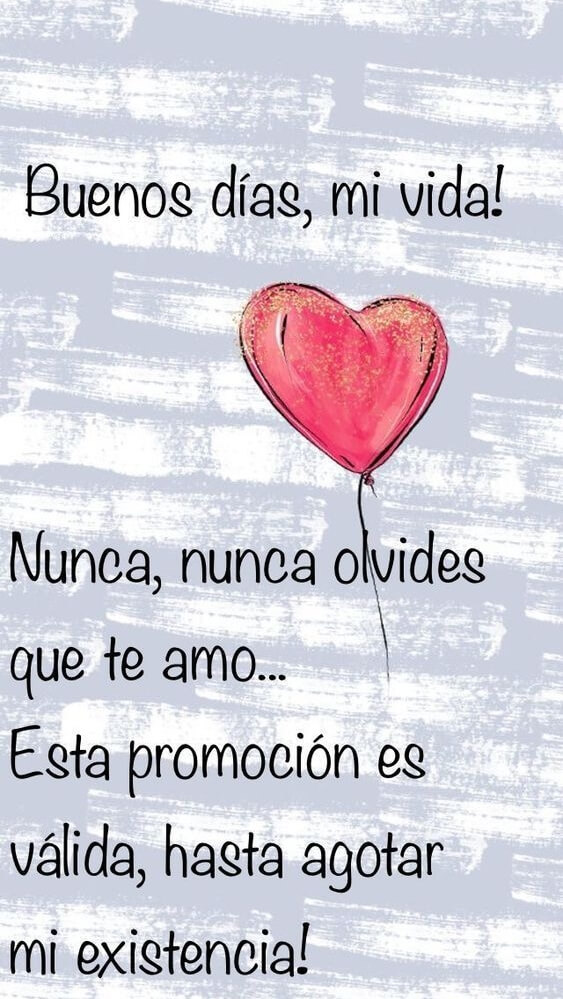 Buenos días, mi vida!
Nunca, nunca olvides
que te amo...
Esta promoción es
válida, hasta agotar
mi existencia!